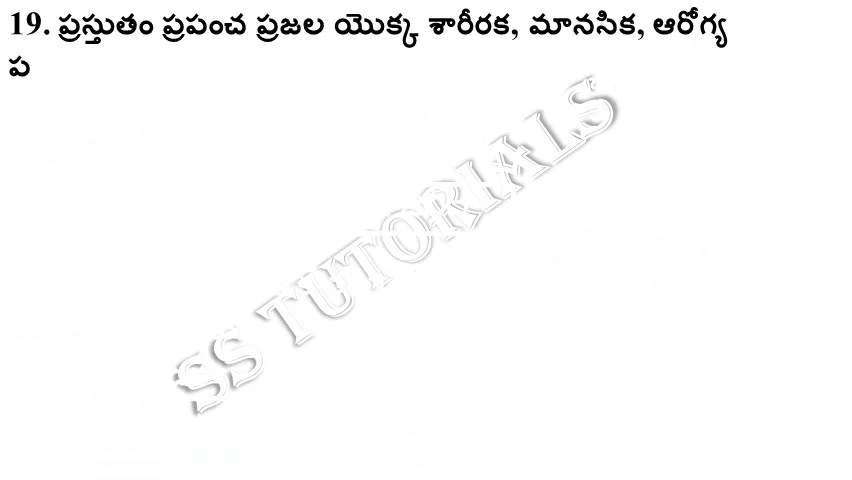 19. ప్రస్తుతం ప్రపంచ ప్రజల యొక్క శారీరక, మానసిక, ఆరోగ్య
ప
SS TUTORIALS